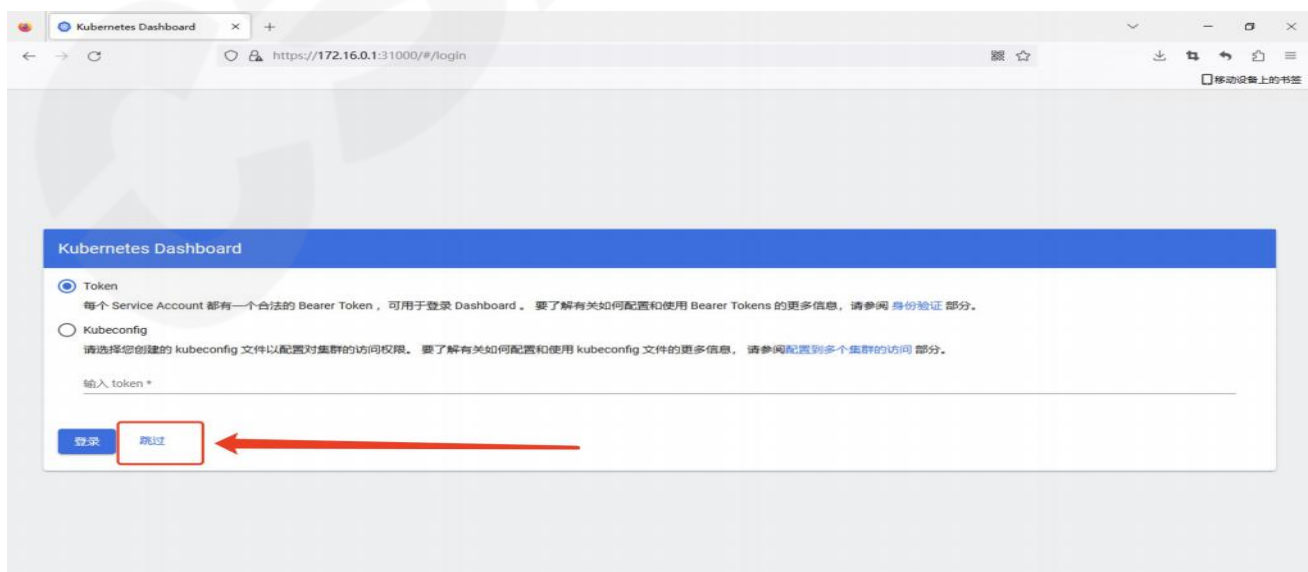 Kubernetes Dashboard
https://172.16.0.1:31000/#/login
移动设备上的书签
Kubernetes Dashboard
Token
每个 Service Account 都有一个合法的 Bearer Token ，可用于登录 Dashboard 。 要了解有关如何配置和使用 Bearer Tokens 的更多信息，请参阅 身份验证 部分。
Kubeconfig
请选择您创建的 kubeconfig 文件以配置对集群的访问权限。 要了解有关如何配置和使用 kubeconfig 文件的更多信息， 请参阅配置到多个集群的访问 部分。
输入 token *
登录 跳过